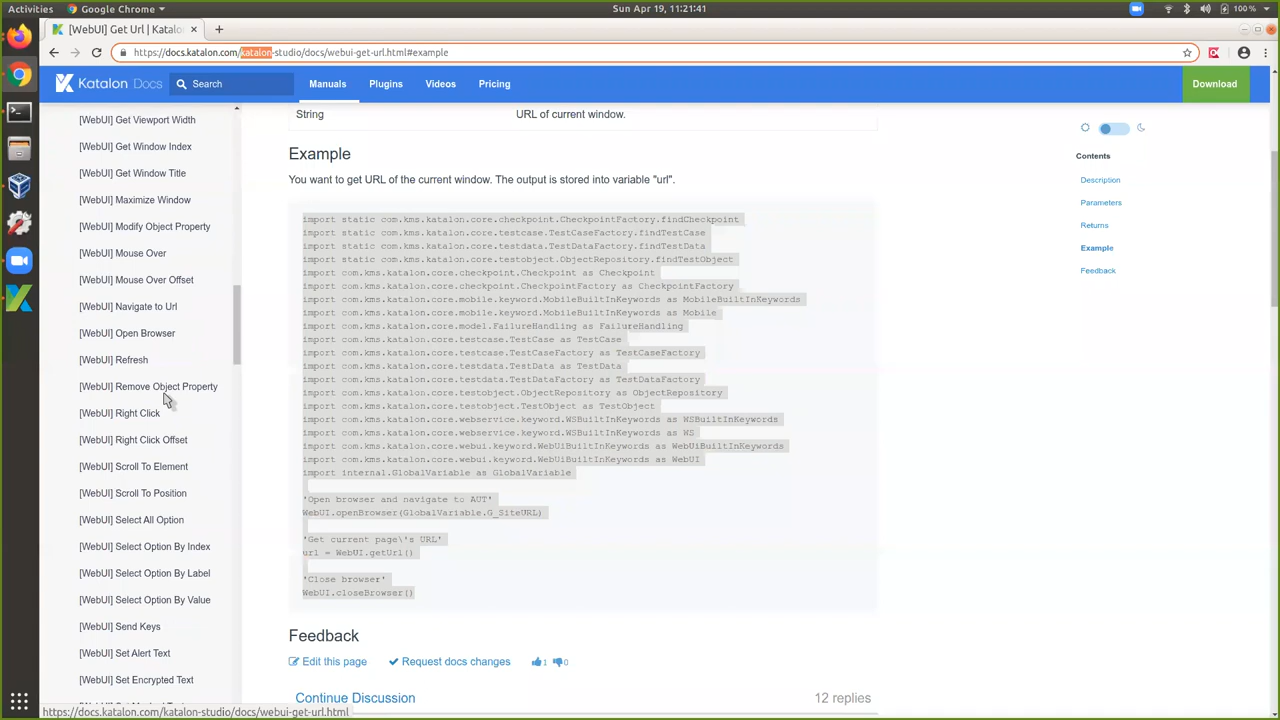 Activities
Google Chrome
Sun Apr 19, 11:21:41
100%
[WebUI] Get Url | Katalo
https://docs.katalon.com/katalon-studio/docs/webui-get-url.html#example
Katalon Docs
Search
Manuals
Plugins
Videos
Pricing
Download
[WebUI] Get Viewport Width
[WebUI] Get Window Index
[WebUI] Get Window Title
[WebUI] Maximize Window
[WebUI] Modify Object Property
[WebUI] Mouse Over
[WebUI] Mouse Over Offset
[WebUI] Navigate to Url
[WebUI] Open Browser
[WebUI] Refresh
[WebUI] Remove Object Property
[WebUI] Right Click
[WebUI] Right Click Offset
[WebUI] Scroll To Element
[WebUI] Scroll To Position
[WebUI] Select All Option
[WebUI] Select Option By Index
[WebUI] Select Option By Label
[WebUI] Select Option By Value
[WebUI] Send Keys
[WebUI] Set Alert Text
[WebUI] Set Encrypted Text
String
URL of current window.
Example
You want to get URL of the current window. The output is stored into variable "url".
import static com.kms.katalon.core.checkpoint.CheckpointFactory.findCheckpoint
import static com.kms.katalon.core.testcase.TestCaseFactory.findTestCase
import static com.kms.katalon.core.testdata.TestDataFactory.findTestData
import static com.kms.katalon.core.testobject.ObjectRepository.findTestObject
import com.kms.katalon.core.checkpoint.Checkpoint as Checkpoint
import com.kms.katalon.core.checkpoint.CheckpointFactory as CheckpointFactory
import com.kms.katalon.core.mobile.keyword.MobileBuiltInKeywords as MobileBuiltInKeywords
import com.kms.katalon.core.mobile.keyword.MobileBuiltInKeywords as Mobile
import com.kms.katalon.core.model.FailureHandling as FailureHandling
import com.kms.katalon.core.testcase.TestCase as TestCase
import com.kms.katalon.core.testcase.TestCaseFactory as TestCaseFactory
import com.kms.katalon.core.testdata.TestData as TestData
import com.kms.katalon.core.testdata.TestDataFactory as TestDataFactory
import com.kms.katalon.core.testobject.ObjectRepository as ObjectRepository
import com.kms.katalon.core.testobject.TestObject as TestObject
import com.kms.katalon.core.webservice.keyword.WSBuiltInKeywords as WSBuiltInKeywords
import com.kms.katalon.core.webservice.keyword.WSBuiltInKeywords as WS
import com.kms.katalon.core.webui.keyword.WebUiBuiltInKeywords as WebUiBuiltInKeywords
import com.kms.katalon.core.webui.keyword.WebUiBuiltInKeywords as WebUI
import internal.GlobalVariable as GlobalVariable
'Open browser and navigate to AUT'
WebUI.openBrowser(GlobalVariable.G_SiteURL)
'Get current page\'s URL'
url = WebUI.getUrl()
'Close browser'
WebUI.closeBrowser()
Feedback
Edit this page
Request docs changes
1
0
Continue Discussion
12 replies
Contents
Description
Parameters
Returns
Example
Feedback
https://docs.katalon.com/katalon-studio/docs/webui-get-url.html